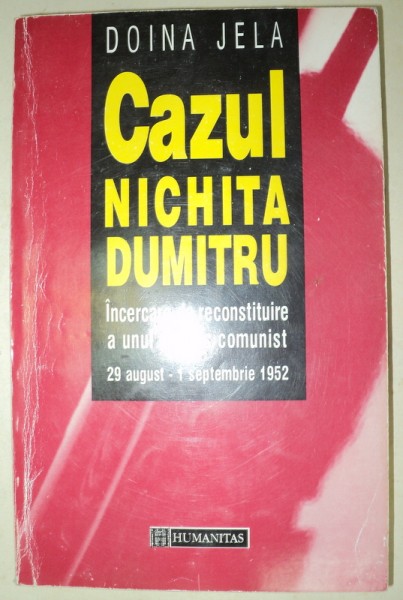 DOINA JELA
Cazul
NICHITA
DUMITRU
reconstituire
a unui comunist
29 august - 1 septembrie 1952
HUMANITAS